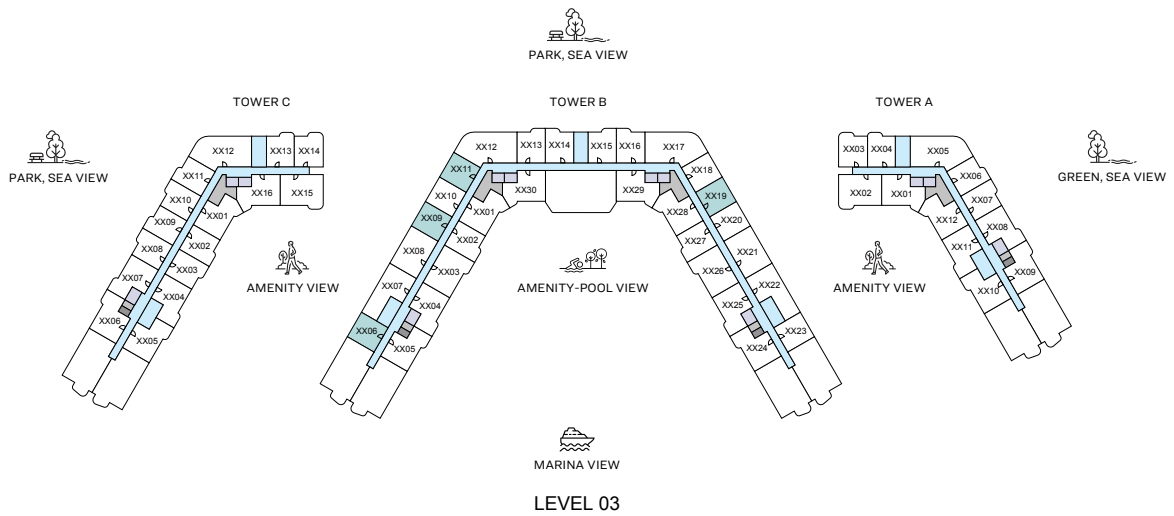 PARK, SEA VIEW
TOWER C
TOWER B
TOWER A
PARK, SEA VIEW
GREEN, SEA VIEW
XX12
XX13
XX14
XX11
XX10
XX09
XX08
XX07
XX06
XX01
XX16
XX15
XX02
XX03
XX04
XX05
XX12
XX13
XX14
XX15
XX16
XX17
XX11
XX10
XX09
XX08
XX07
XX06
XX30
XX01
XX02
XX03
XX04
XX05
XX29
XX28
XX27
XX26
XX25
XX24
XX18
XX19
XX20
XX21
XX22
XX23
XX03
XX04
XX05
XX02
XX01
XX06
XX07
XX08
XX09
XX12
XX11
XX10
AMENITY VIEW
AMENITY-POOL VIEW
AMENITY VIEW
MARINA VIEW
LEVEL 03